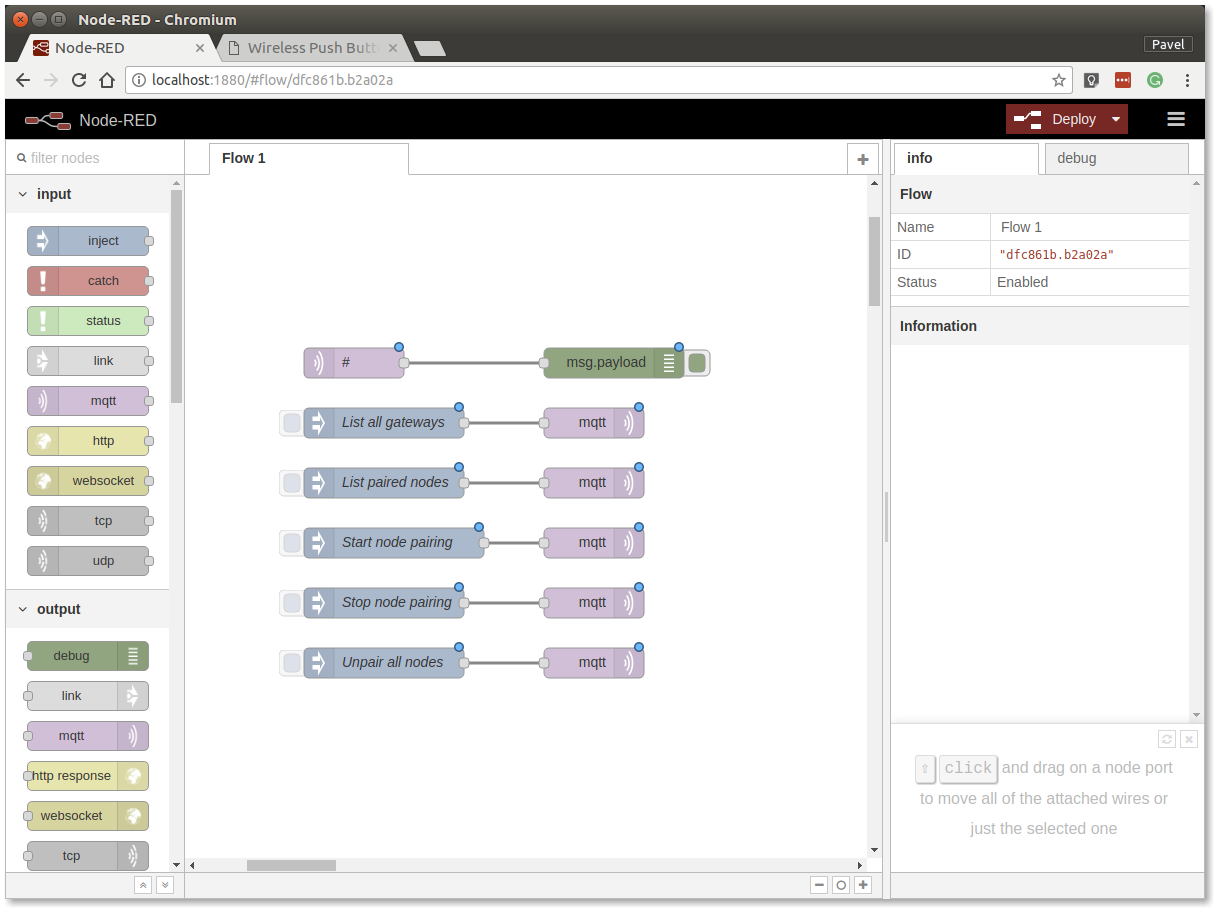 Node-RED - Chromium
Node-RED
Wireless Push Butt
Pavel
localhost:1880/#flow/dfc861b.b2a02a
Node-RED
Deploy
filter nodes
input
inject
catch
status
link
mqtt
http
websocket
tcp
udp
output
debug
link
mqtt
http response
websocket
tcp
Flow 1
# msg.payload
List all gateways mqtt
List paired nodes mqtt
Start node pairing mqtt
Stop node pairing mqtt
Unpair all nodes mqtt
info debug
Flow
Name Flow 1
ID "dfc861b.b2a02a"
Status Enabled
Information
⇧ click and drag on a node port
to move all of the attached wires or
just the selected one